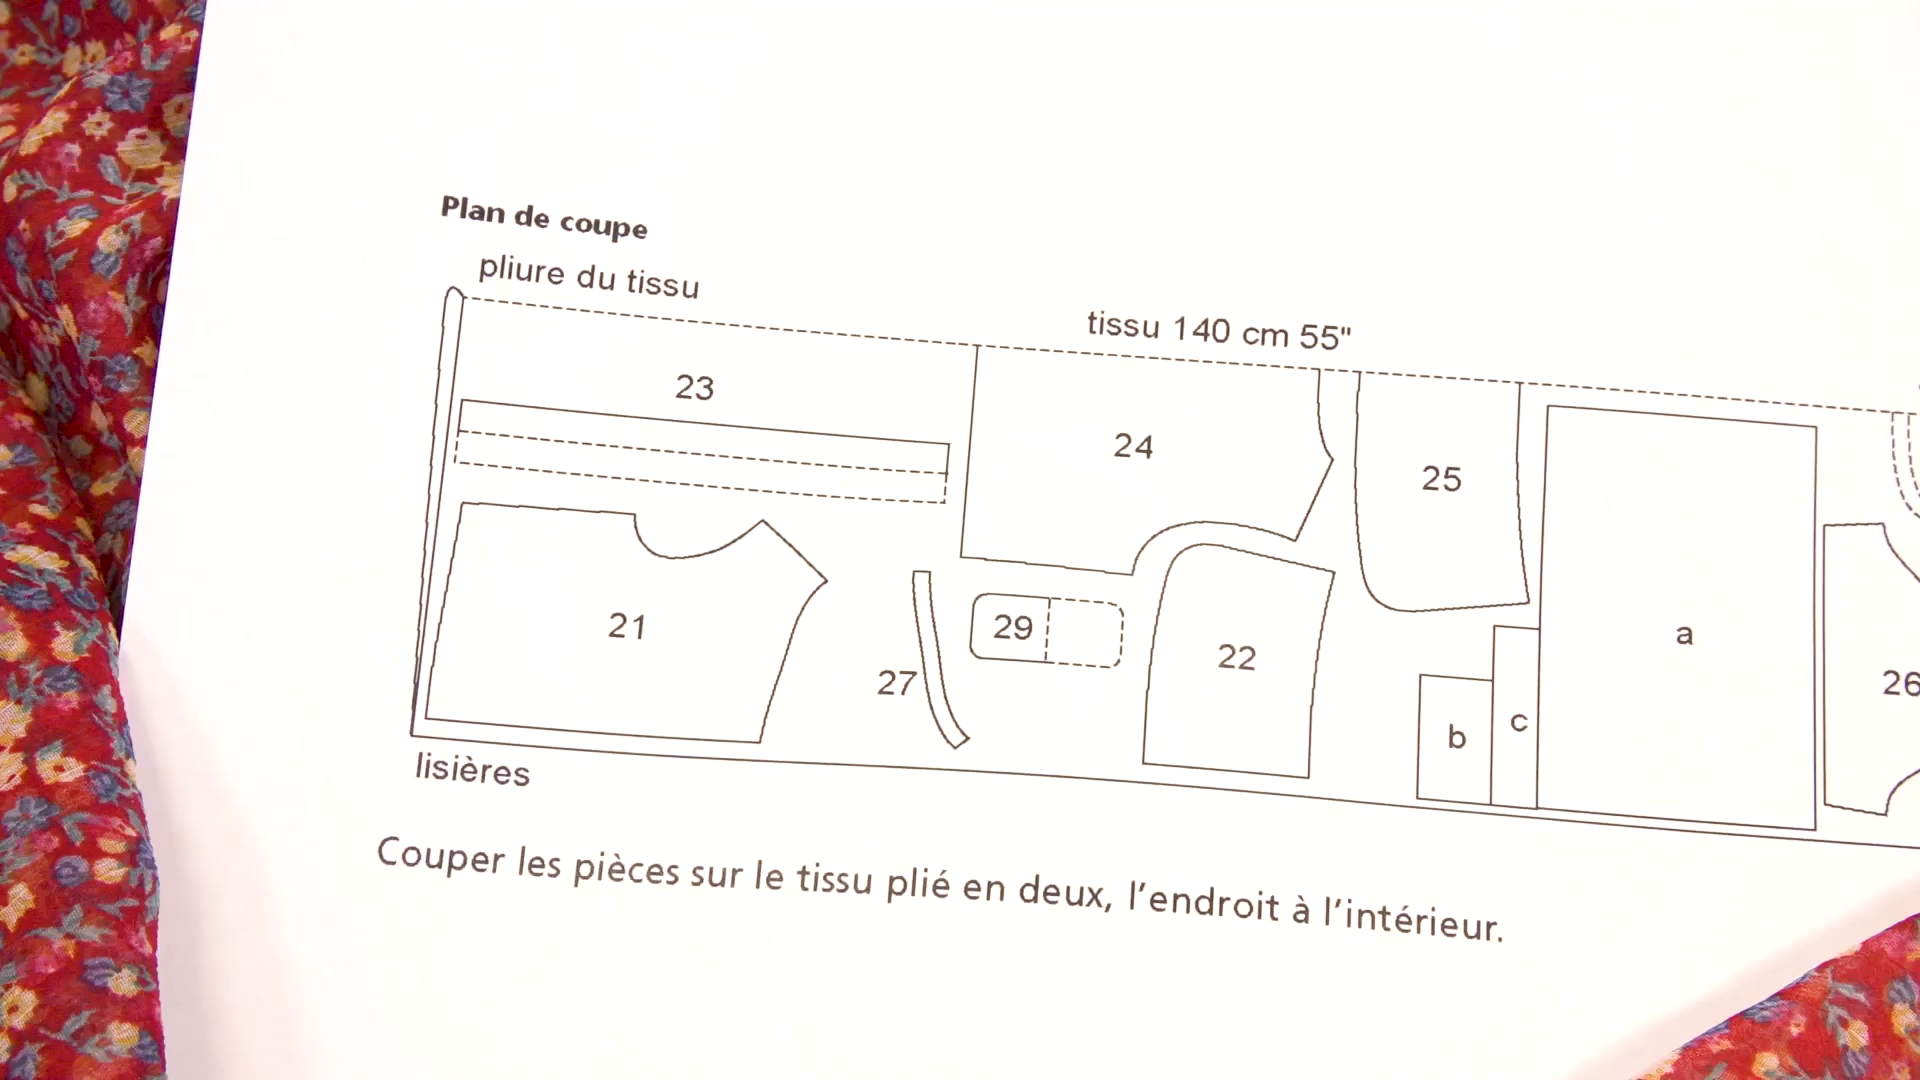 Plan de coupe
pliure du tissu
tissu 140 cm 55"
23
24
25
21
27
29
22
b
c
a
26
lisières
Couper les pièces sur le tissu plié en deux, l'endroit à l'intérieur.